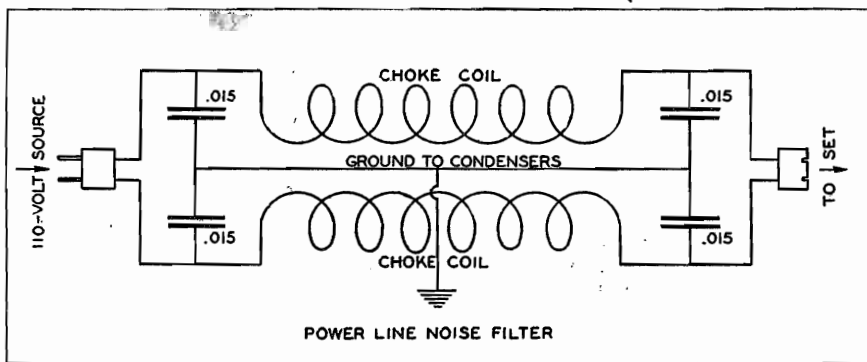 110-VOLT SOURCE
.015
.015
CHOKE COIL
GROUND TO CONDENSERS
CHOKE COIL
.015
.015
TO SET
POWER LINE NOISE FILTER